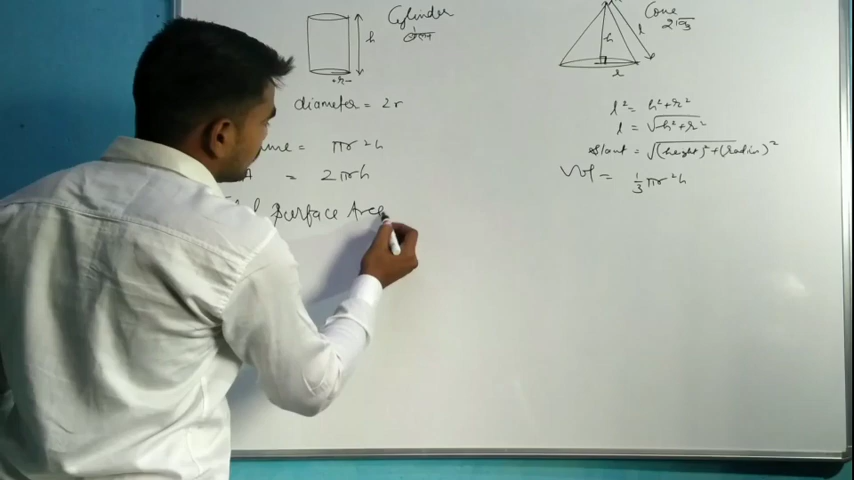 Cylinder
बेलन
h
r
diameter = 2r
ume = πr²h
A = 2πrh
l Surface Area
Cone
शंकु
h
l
r
l² = h²+r²
l = √h²+r²
slant = √(height)²+(radius)²
Vol = 1/3 πr²h